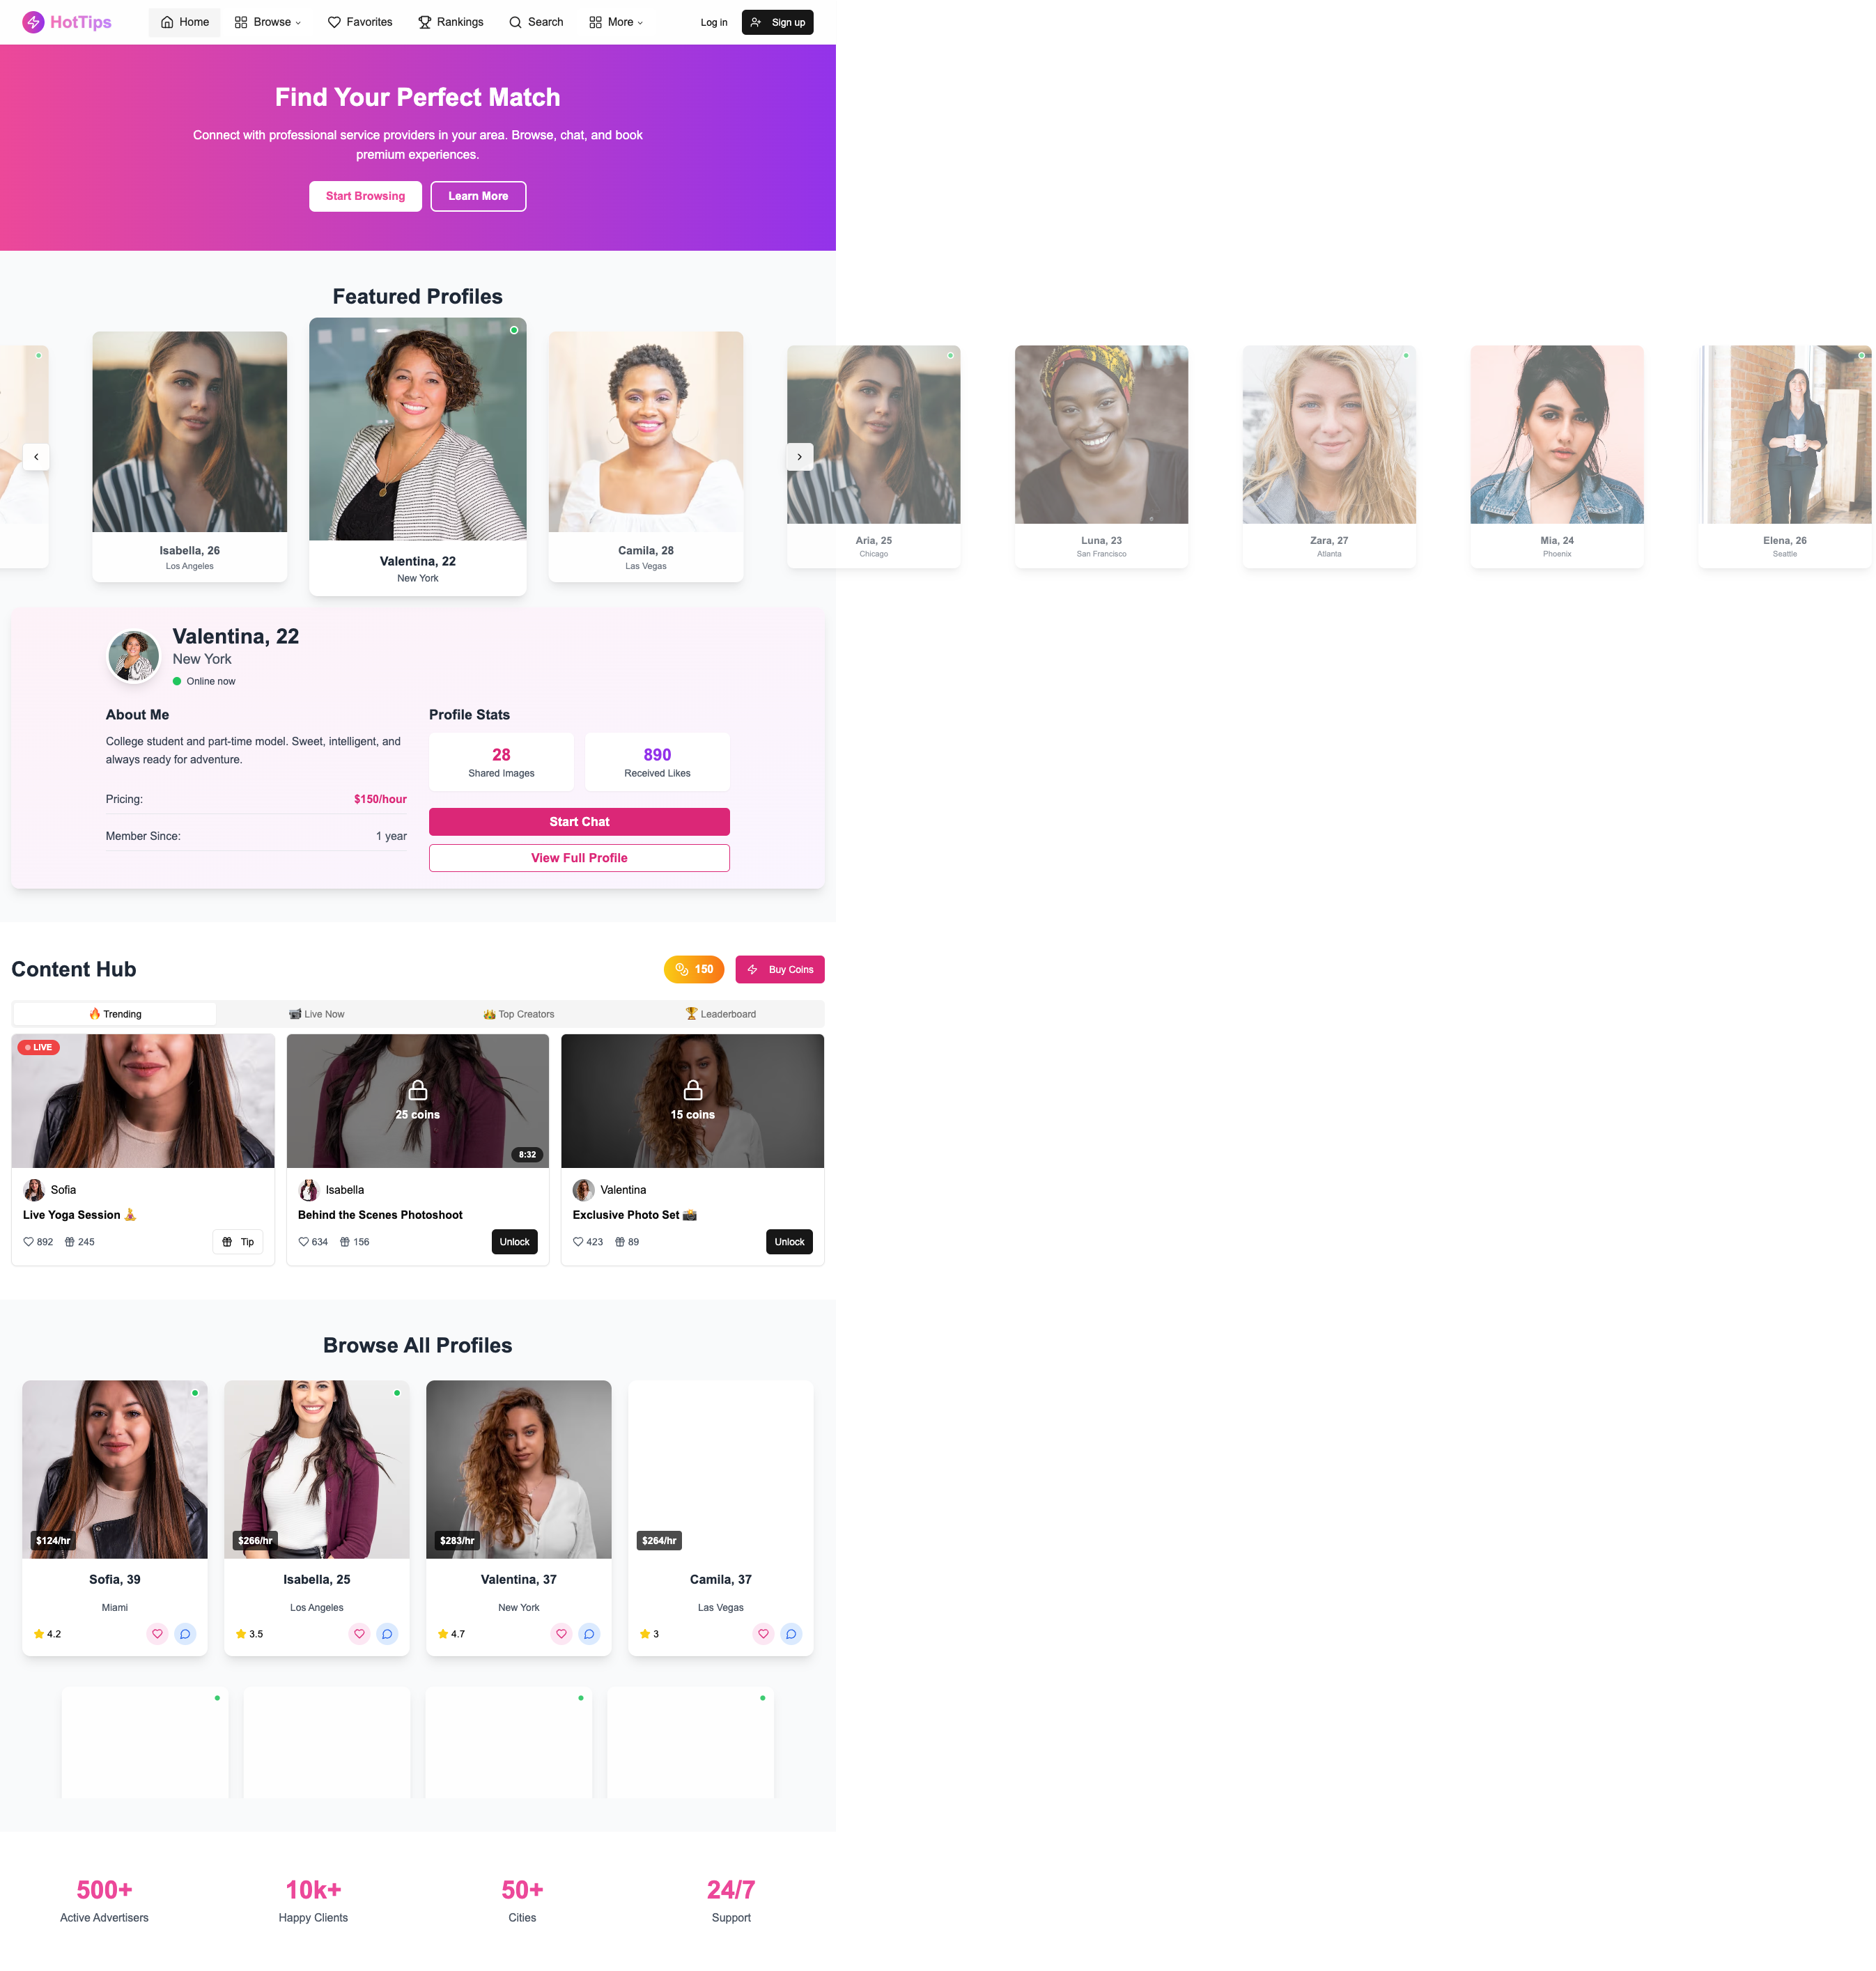 HotTips
Home
Browse
Favorites
Rankings
Search
More
Log in
Sign up
Find Your Perfect Match
Connect with professional service providers in your area. Browse, chat, and book
premium experiences.
Start Browsing
Learn More
Featured Profiles
Isabella, 26
Los Angeles
Valentina, 22
New York
Camila, 28
Las Vegas
Aria, 25
Chicago
Luna, 23
San Francisco
Zara, 27
Atlanta
Mia, 24
Phoenix
Elena, 26
Seattle
Valentina, 22
New York
Online now
About Me
College student and part-time model. Sweet, intelligent, and
always ready for adventure.
Pricing:
$150/hour
Member Since:
1 year
Profile Stats
28
Shared Images
890
Received Likes
Start Chat
View Full Profile
Content Hub
150
Buy Coins
🔥 Trending
📹 Live Now
👑 Top Creators
🏆 Leaderboard
LIVE
25 coins
8:32
15 coins
Sofia
Live Yoga Session 🧘
892
245
Tip
Isabella
Behind the Scenes Photoshoot
634
156
Unlock
Valentina
Exclusive Photo Set 📸
423
89
Unlock
Browse All Profiles
$124/hr
$266/hr
$283/hr
$264/hr
Sofia, 39
Miami
4.2
Isabella, 25
Los Angeles
3.5
Valentina, 37
New York
4.7
Camila, 37
Las Vegas
3
500+
Active Advertisers
10k+
Happy Clients
50+
Cities
24/7
Support